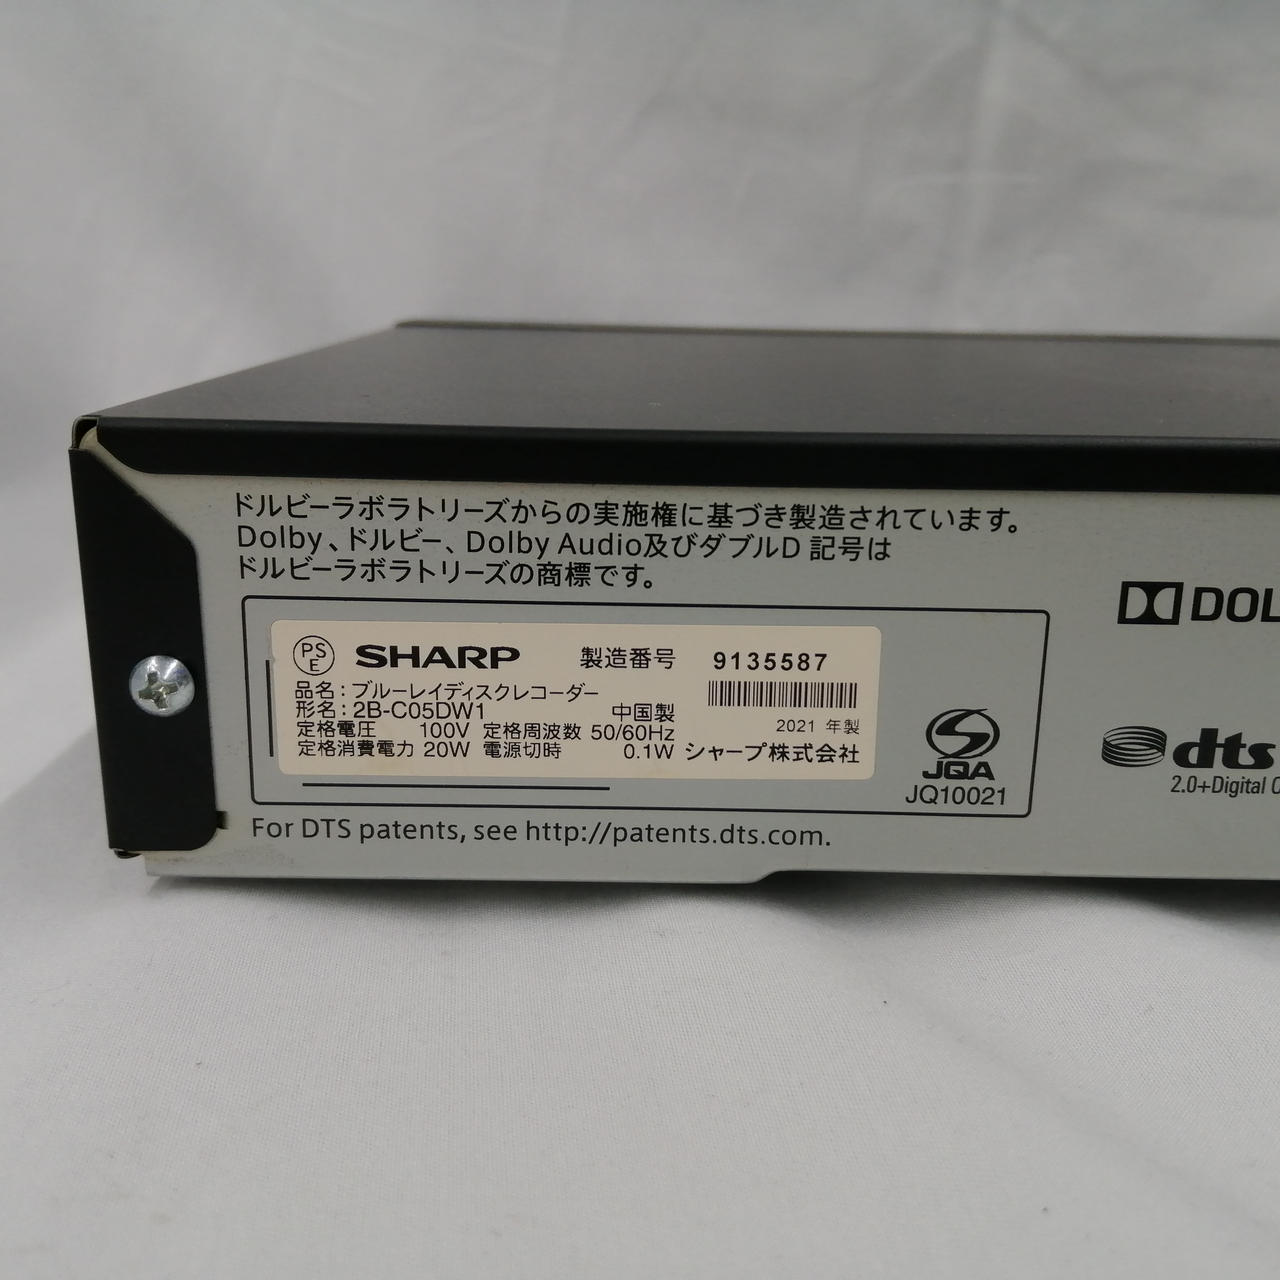 ドルビーラボラトリーズからの実施権に基づき製造されています。
Dolby、ドルビー、Dolby Audio及びダブルD 記号は
ドルビーラボラトリーズの商標です。
DOL
PS E SHARP 製造番号 9135587
品名：ブルーレイディスクレコーダー
形名：2B-C05DW1 中国製
2021 年製
定格電圧 100V 定格周波数 50/60Hz
定格消費電力 20W 電源切時 0.1W シャープ株式会社
JQA
JQ10021
dts
2.0+Digital
For DTS patents, see http://patents.dts.com.